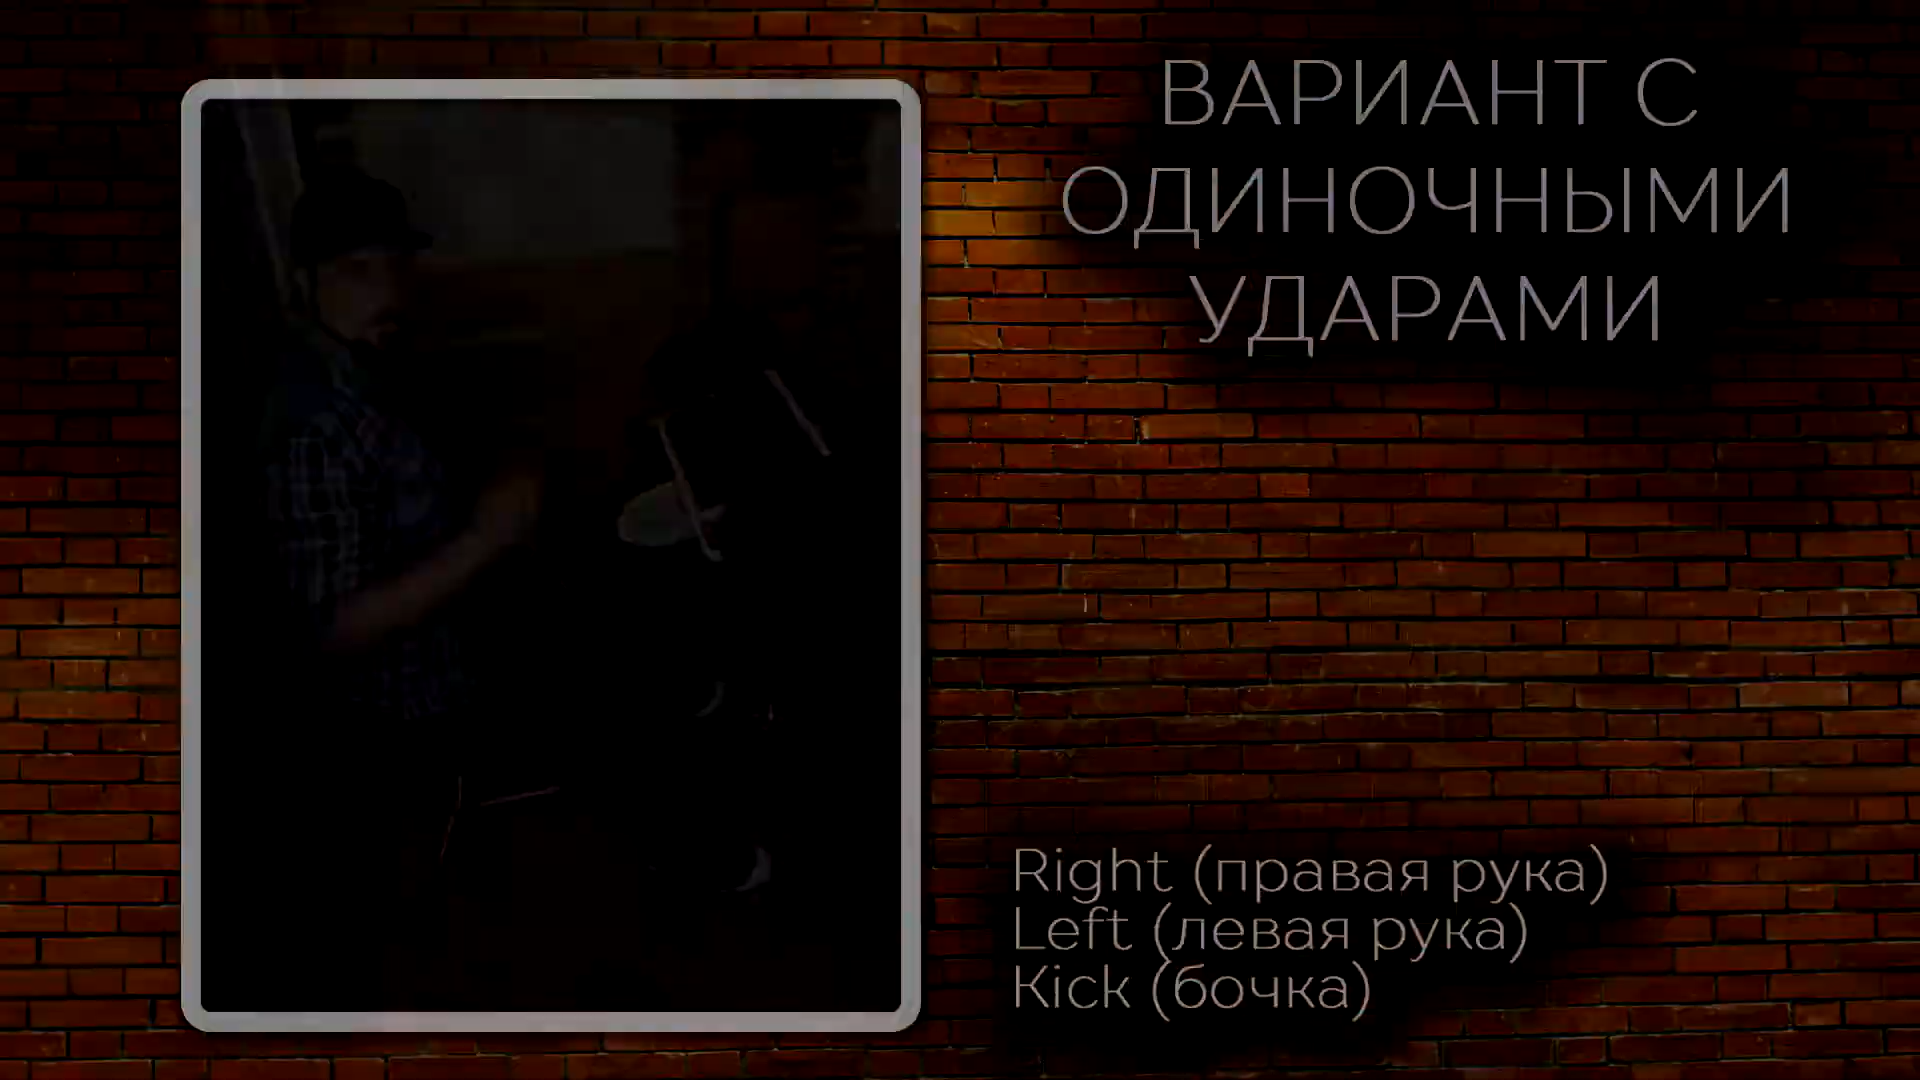 ВАРИАНТ С
ОДИНОЧНЫМИ
УДАРАМИ
Right (правая рука)
Left (левая рука)
Kick (бочка)